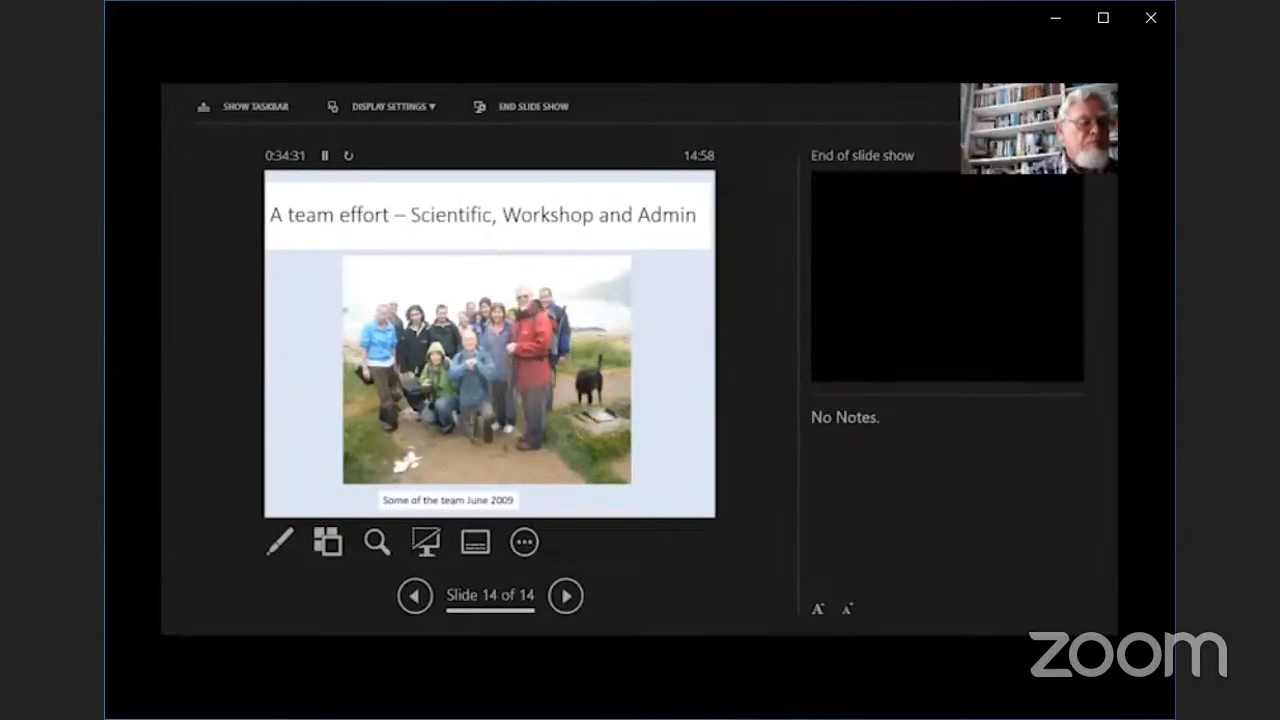 SHOW TASKBAR
DISPLAY SETTINGS ▼
END SLIDE SHOW
0:34:31
14:58
End of slide show
A team effort – Scientific, Workshop and Admin
Some of the team June 2009
No Notes.
Slide 14 of 14
A A
zoom